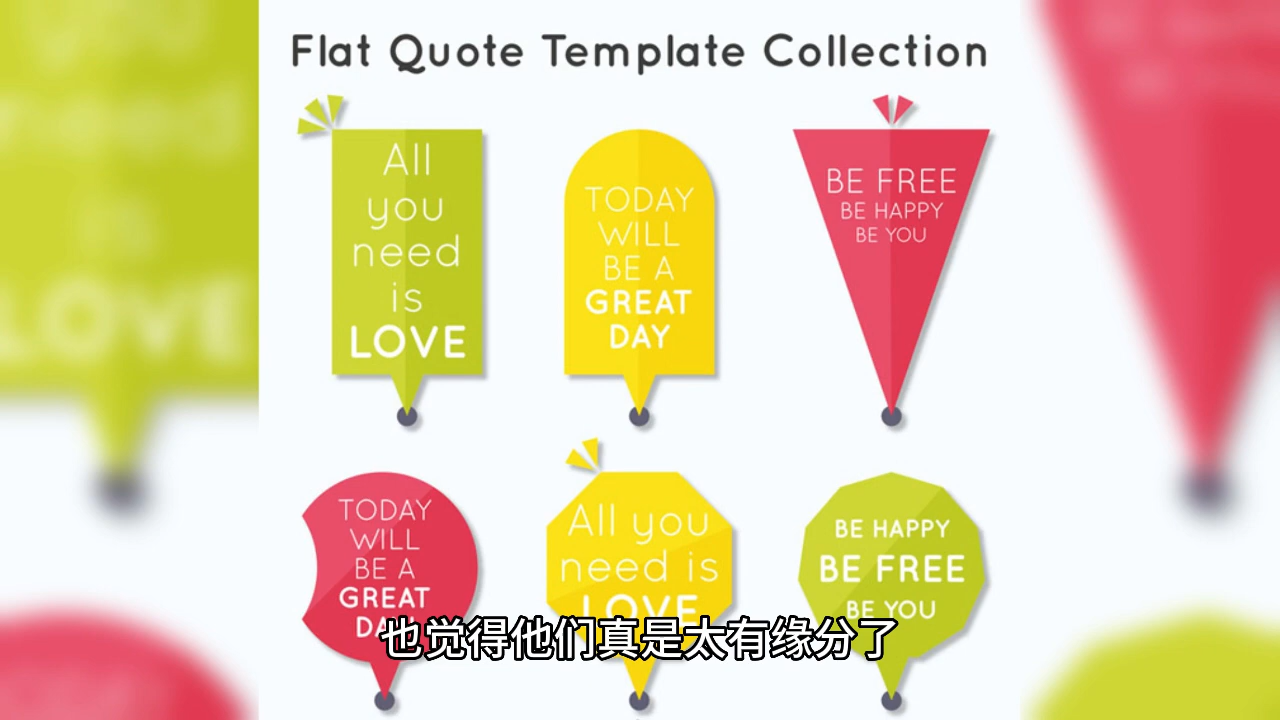 Flat Quote Template Collection
All
you
need
is
LOVE
TODAY
WILL
BE A
GREAT
DAY
BE FREE
BE HAPPY
BE YOU
TODAY
WILL
BE A
GREAT
DAY
All you
need is
LOVE
BE HAPPY
BE FREE
BE YOU
也觉得他们真是太有缘分了